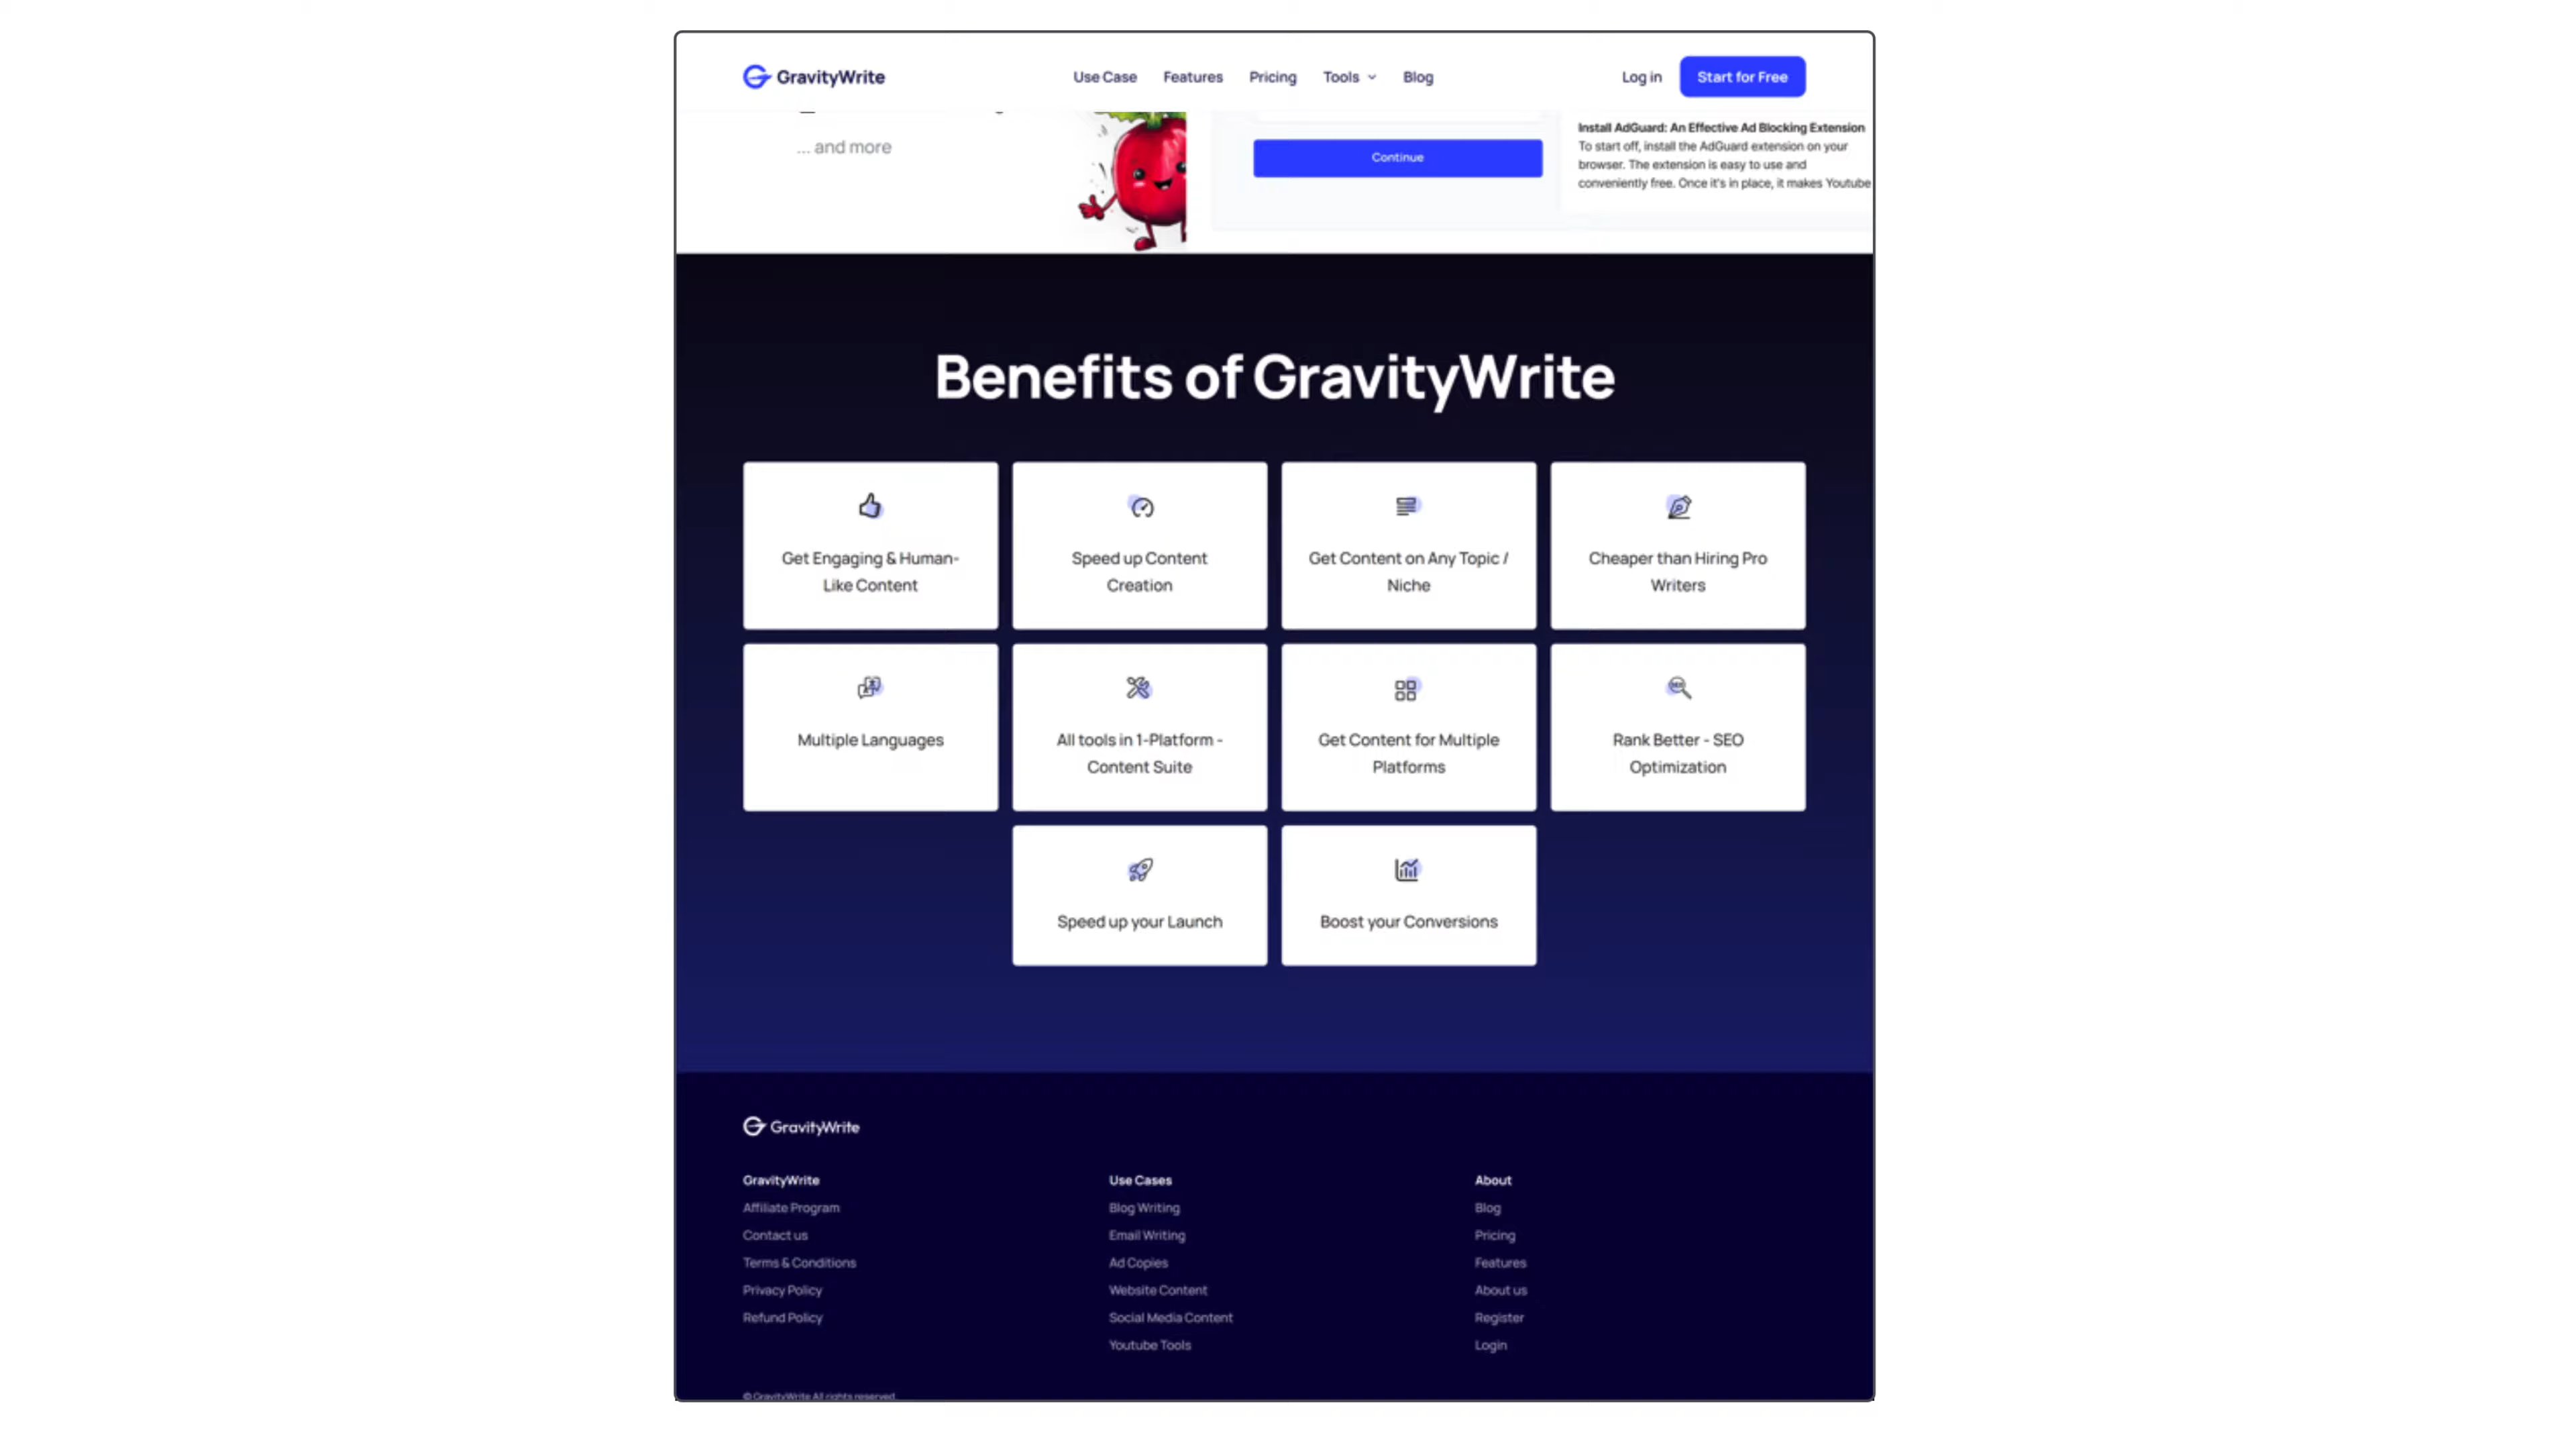 GravityWrite
Use Case
Features
Pricing
Tools
Blog
Log in
Start for Free
... and more
Continue
Install AdGuard: An Effective Ad Blocking Extension
To start off, install the AdGuard extension on your
browser. The extension is easy to use and
conveniently free. Once it's in place, it makes Youtube
Benefits of GravityWrite
Get Engaging & Human-
Like Content
Speed up Content
Creation
Get Content on Any Topic /
Niche
Cheaper than Hiring Pro
Writers
Multiple Languages
All tools in 1-Platform -
Content Suite
Get Content for Multiple
Platforms
Rank Better - SEO
Optimization
Speed up your Launch
Boost your Conversions
GravityWrite
GravityWrite
Affiliate Program
Contact us
Terms & Conditions
Privacy Policy
Refund Policy
Use Cases
Blog Writing
Email Writing
Ad Copies
Website Content
Social Media Content
Youtube Tools
About
Blog
Pricing
Features
About us
Register
Login
© GravityWrite All rights reserved.